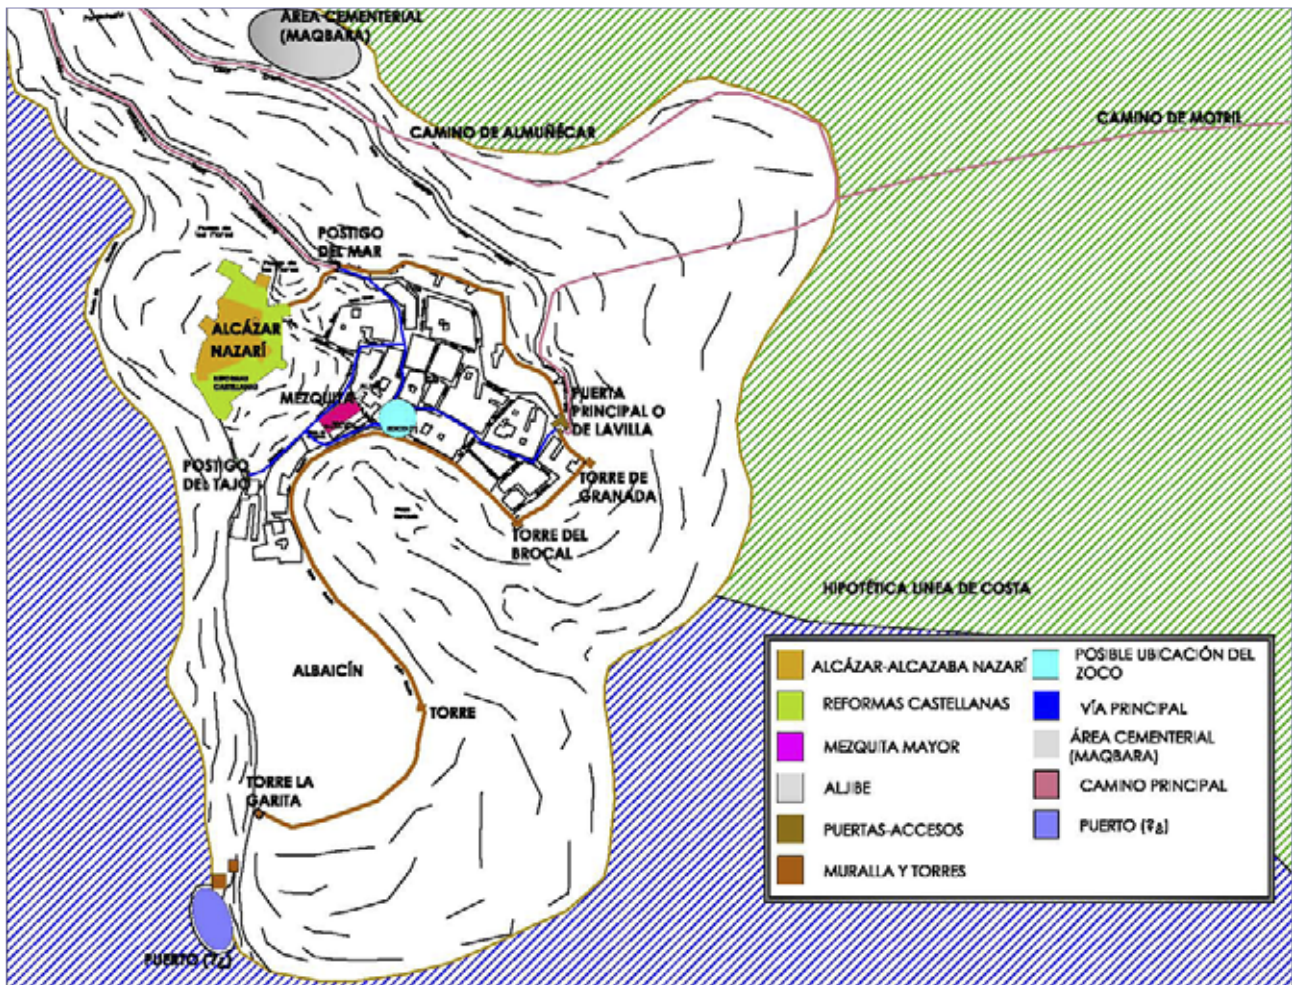 ÁREA CEMENTERIAL
(MAQBARA)
CAMINO DE ALMUÑÉCAR
CAMINO DE MOTRIL
POSTIGO
DEL MAR
ALCÁZAR
NAZARÍ
REFORMAS
CASTELLANAS
MEZQUITA
ZOCO
PUERTA
PRINCIPAL O
DE LAVILLA
POSTIGO
DEL TAJO
TORRE DE
GRANADA
TORRE DEL
BROCAL
HIPOTÉTICA LINEA DE COSTA
ALBAICÍN
TORRE
TORRE LA
GARITA
PUERTO (?¿)
ALCÁZAR-ALCAZABA NAZARÍ
REFORMAS CASTELLANAS
MEZQUITA MAYOR
ALJIBE
PUERTAS-ACCESOS
MURALLA Y TORRES
POSIBLE UBICACIÓN DEL
ZOCO
VÍA PRINCIPAL
ÁREA CEMENTERIAL
(MAQBARA)
CAMINO PRINCIPAL
PUERTO (?¿)